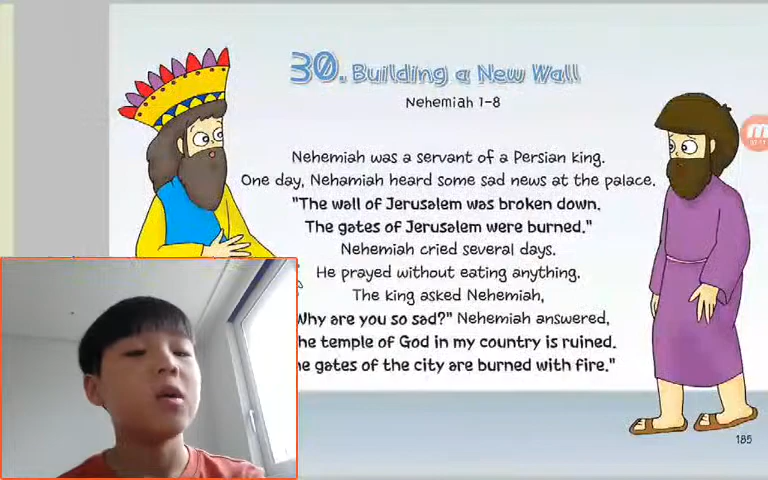 30. Building a New Wall
Nehemiah 1-8
Nehemiah was a servant of a Persian king.
One day, Nehamiah heard some sad news at the palace.
"The wall of Jerusalem was broken down.
The gates of Jerusalem were burned."
Nehemiah cried several days.
He prayed without eating anything.
The king asked Nehemiah,
Why are you so sad?" Nehemiah answered,
he temple of God in my country is ruined.
he gates of the city are burned with fire."
185